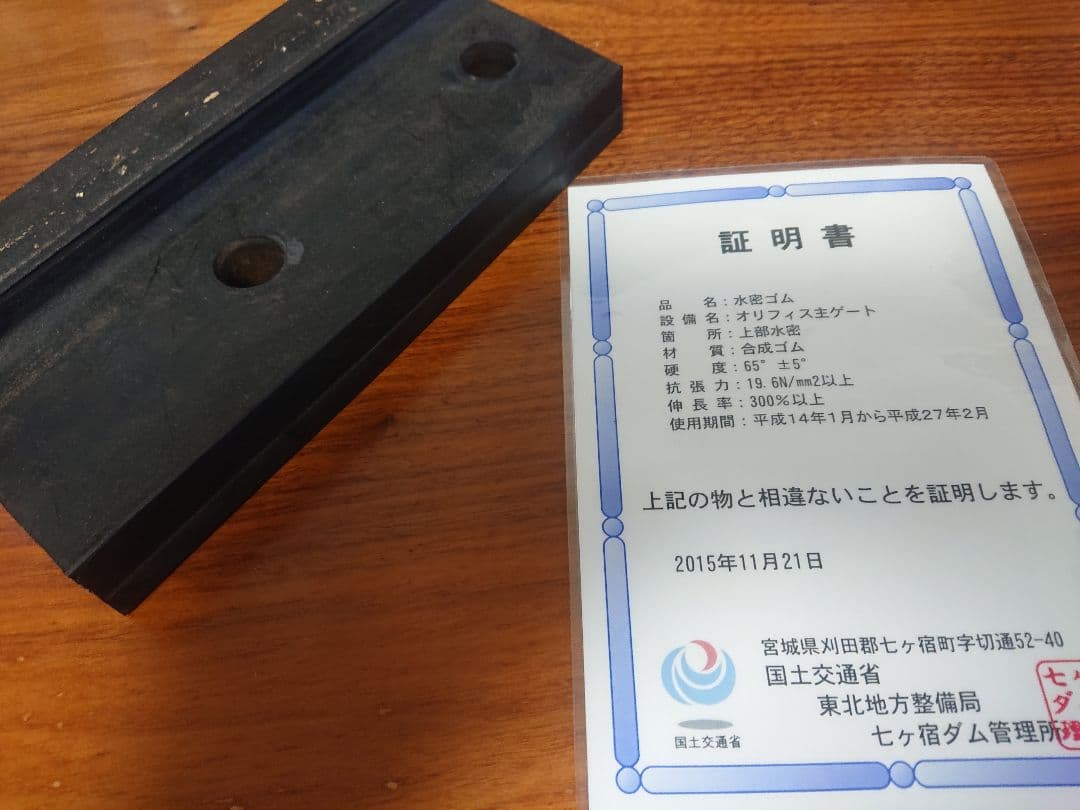 証明書
品名：水密ゴム
設備名：オリフィス主ゲート
箇所：上部水密
材質：合成ゴム
硬度：65°±5°
抗張力：19.6N/mm2以上
伸長率：300％以上
使用期間：平成14年1月から平成27年2月
上記の物と相違ないことを証明します。
2015年11月21日
宮城県刈田郡七ヶ宿町字切通52-40
国土交通省
東北地方整備局
七ヶ宿ダム管理所
国土交通省